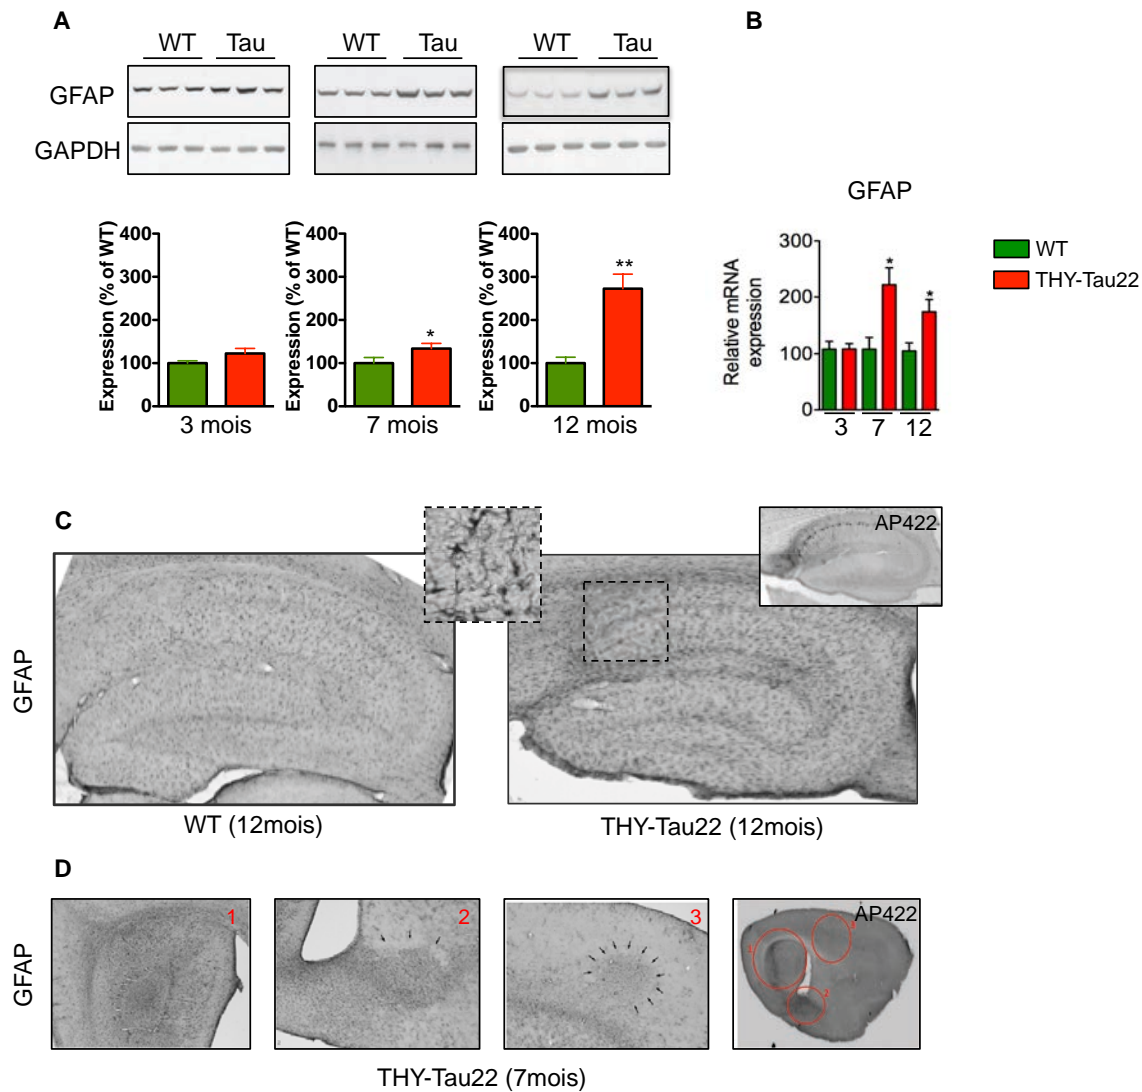 A
B
WT Tau
WT Tau
WT Tau
GFAP
GAPDH
GFAP
WT
THY-Tau22
Expression (% of WT)
400
300
200
100
0
3 mois
Expression (% of WT)
400
300
200
100
0
7 mois
*
Expression (% of WT)
400
300
200
100
0
12 mois
**
Relative mRNA
expression
300
200
100
0
* *
3 7 12
C
AP422
GFAP
WT (12mois)
THY-Tau22 (12mois)
D
GFAP
1
2
3
AP422
1
2
3
THY-Tau22 (7mois)